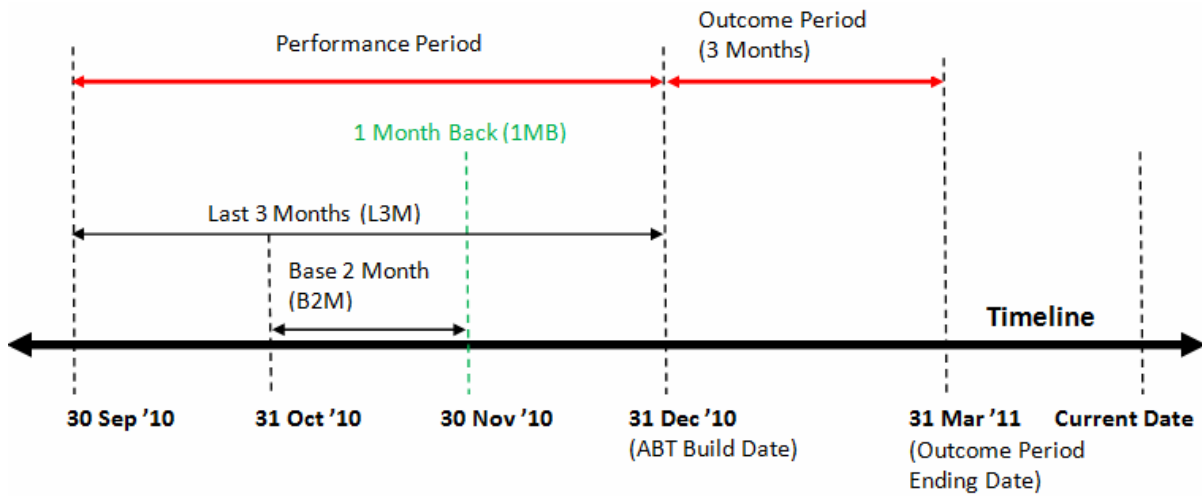 Performance Period
Outcome Period
(3 Months)
1 Month Back (1MB)
Last 3 Months (L3M)
Base 2 Month
(B2M)
Timeline
30 Sep ’10
31 Oct ’10
30 Nov ’10
31 Dec ’10
(ABT Build Date)
31 Mar ’11
(Outcome Period
Ending Date)
Current Date